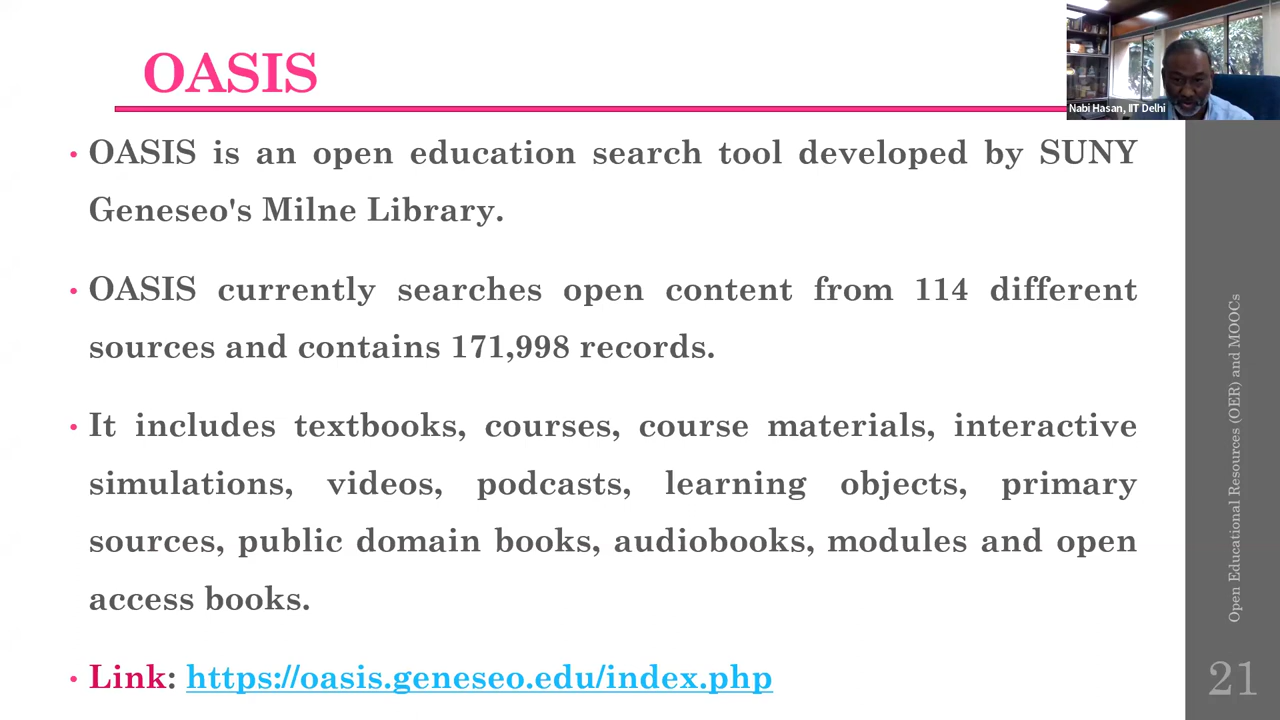 OASIS
Nabi Hasan, IIT Delhi
• OASIS is an open education search tool developed by SUNY
Geneseo's Milne Library.
• OASIS currently searches open content from 114 different
sources and contains 171,998 records.
• It includes textbooks, courses, course materials, interactive
simulations, videos, podcasts, learning objects, primary
sources, public domain books, audiobooks, modules and open
access books.
• Link: https://oasis.geneseo.edu/index.php
Open Educational Resources (OER) and MOOCs
21